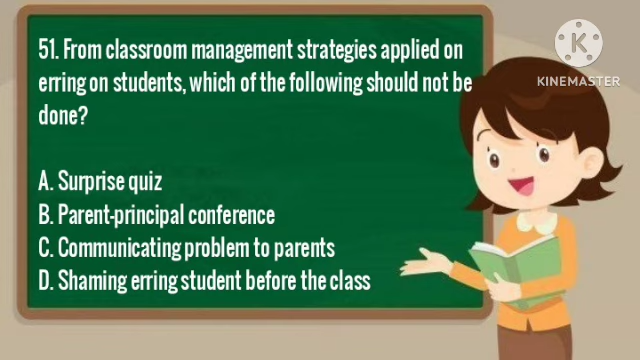 51. From classroom management strategies applied on
erring on students, which of the following should not be
done?
A. Surprise quiz
B. Parent-principal conference
C. Communicating problem to parents
D. Shaming erring student before the class
K
KINEMASTER